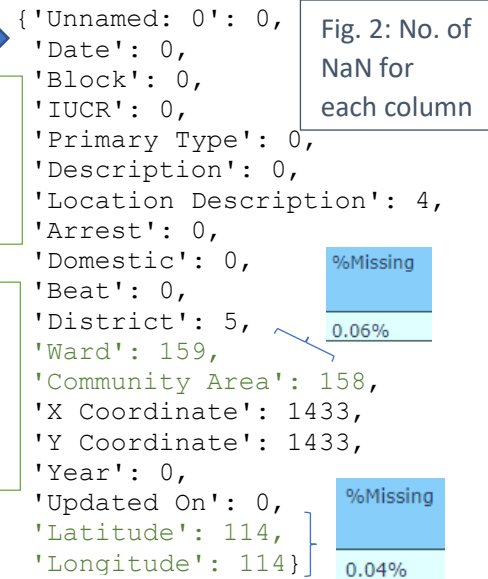 {'Unnamed: 0': 0,
'Date': 0,
'Block': 0,
'IUCR': 0,
'Primary Type': 0,
'Description': 0,
'Location Description': 4,
'Arrest': 0,
'Domestic': 0,
'Beat': 0,
'District': 5,
'Ward': 159,
'Community Area': 158,
'X Coordinate': 1433,
'Y Coordinate': 1433,
'Year': 0,
'Updated On': 0,
'Latitude': 114,
'Longitude': 114}
Fig. 2: No. of
NaN for
each column
%Missing
0.06%
%Missing
0.04%